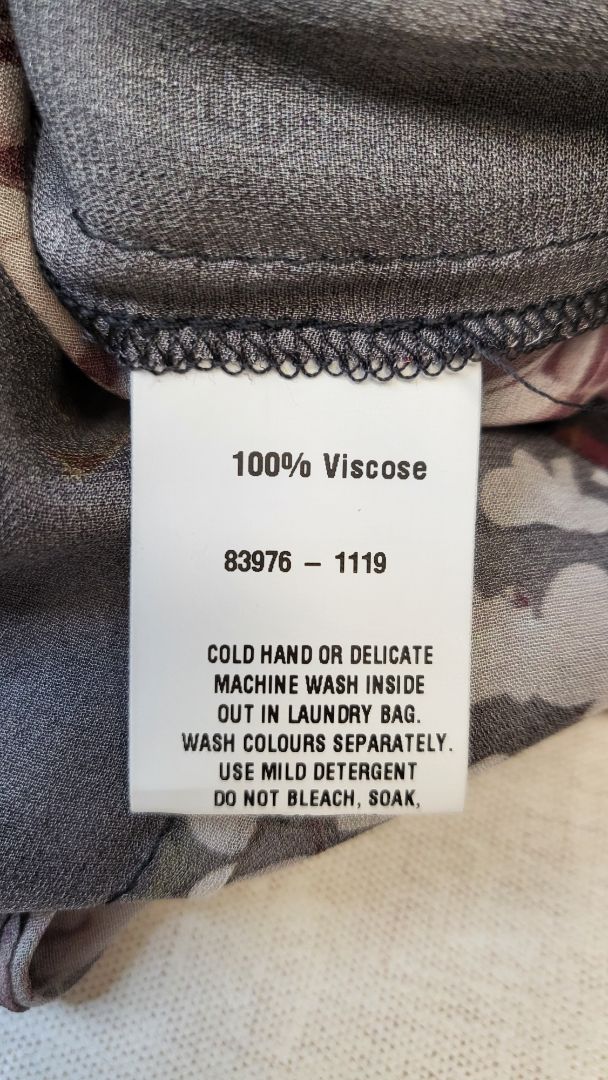 100% Viscose
83976 – 1119
COLD HAND OR DELICATE
MACHINE WASH INSIDE
OUT IN LAUNDRY BAG.
WASH COLOURS SEPARATELY.
USE MILD DETERGENT
DO NOT BLEACH, SOAK,